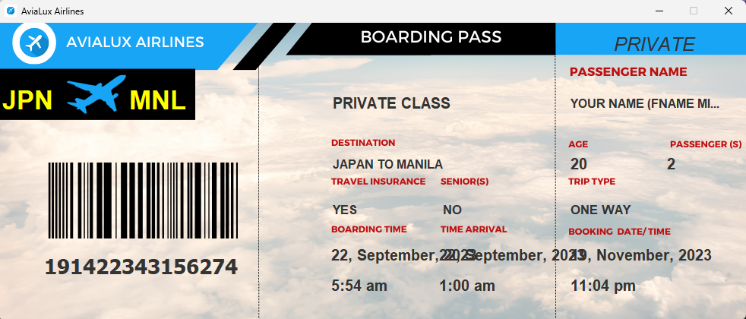 AviaLux Airlines
AVIALUX AIRLINES
BOARDING PASS
PRIVATE
JPN MNL
191422343156274
PRIVATE CLASS
DESTINATION
JAPAN TO MANILA
TRAVEL INSURANCE SENIOR(S)
YES NO
BOARDING TIME TIME ARRIVAL
22, September, 2023 22, September, 2023
5:54 am 1:00 am
PASSENGER NAME
YOUR NAME (FNAME MI...
AGE PASSENGER (S)
20 2
TRIP TYPE
ONE WAY
BOOKING DATE/TIME
19, November, 2023
11:04 pm